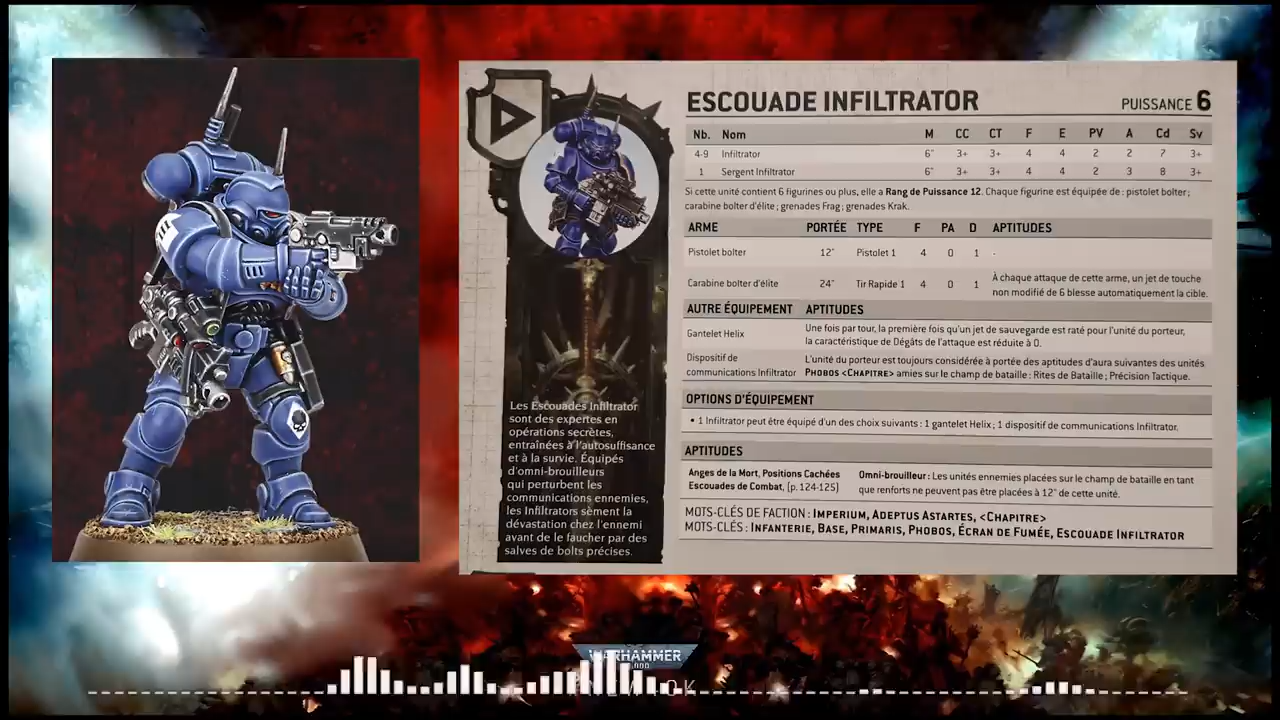 ESCOUADE INFILTRATOR
PUISSANCE 6
Nb. Nom M CC CT F E PV A Cd Sv
4-9 Infiltrator 6" 3+ 3+ 4 4 2 2 7 3+
1 Sergent Infiltrator 6" 3+ 3+ 4 4 2 3 8 3+
Si cette unité contient 6 figurines ou plus, elle a Rang de Puissance 12. Chaque figurine est équipée de : pistolet bolter ;
carabine bolter d'élite ; grenades Frag ; grenades Krak.
ARME PORTÉE TYPE F PA D APTITUDES
Pistolet bolter 12" Pistolet 1 4 0 1 -
Carabine bolter d'élite 24" Tir Rapide 1 4 0 1 À chaque attaque de cette arme, un jet de touche
non modifié de 6 blesse automatiquement la cible.
AUTRE ÉQUIPEMENT APTITUDES
Gantelet Helix Une fois par tour, la première fois qu'un jet de sauvegarde est raté pour l'unité du porteur,
la caractéristique de Dégâts de l'attaque est réduite à 0.
Dispositif de L'unité du porteur est toujours considérée à portée des aptitudes d'aura suivantes des unités
communications Infiltrator PHOBOS <CHAPITRE> amies sur le champ de bataille : Rites de Bataille ; Précision Tactique.
OPTIONS D'ÉQUIPEMENT
• 1 Infiltrator peut être équipé d'un des choix suivants : 1 gantelet Helix ; 1 dispositif de communications Infiltrator.
APTITUDES
Anges de la Mort, Positions Cachées
Escouades de Combat, (p. 124-125)
Omni-brouilleur : Les unités ennemies placées sur le champ de bataille en tant
que renforts ne peuvent pas être placées à 12" de cette unité.
MOTS-CLÉS DE FACTION : IMPERIUM, ADEPTUS ASTARTES, <CHAPITRE>
MOTS-CLÉS : INFANTERIE, BASE, PRIMARIS, PHOBOS, ÉCRAN DE FUMÉE, ESCOUADE INFILTRATOR
Les Escouades Infiltrator
sont des expertes en
opérations secrètes,
entraînées à l'autosuffisance
et à la survie. Équipés
d'omni-brouilleurs
qui perturbent les
communications ennemies,
les Infiltrators sèment la
dévastation chez l'ennemi
avant de le faucher par des
salves de bolts précises.
WARHAMMER